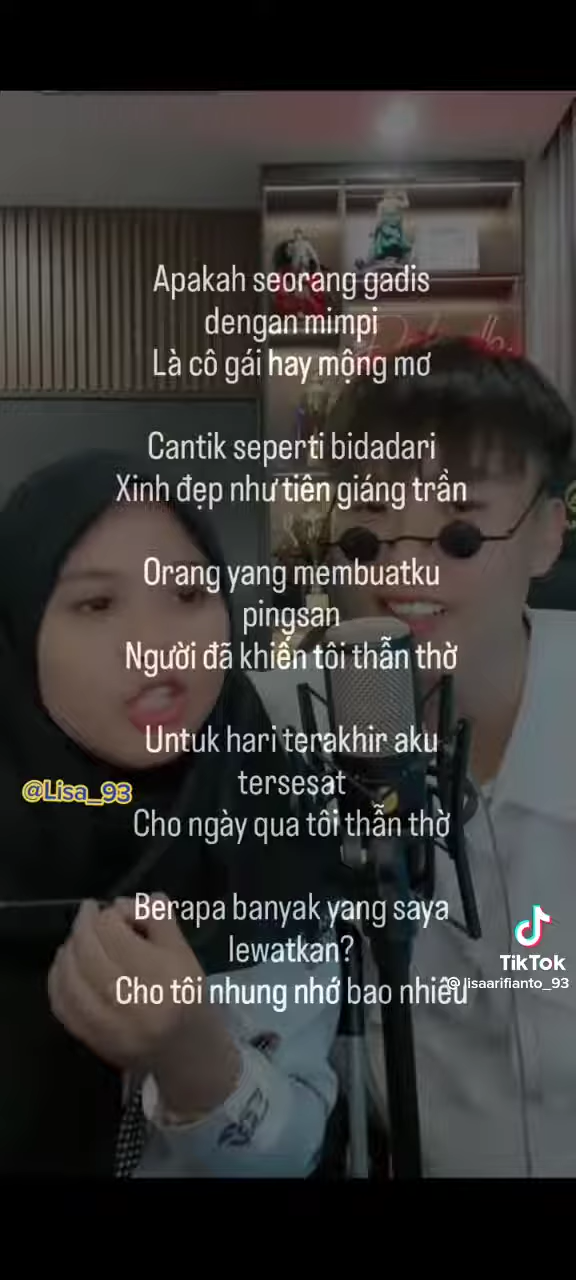 Apakah seorang gadis
dengan mimpi
Là cô gái hay mộng mơ
Cantik seperti bidadari
Xinh đẹp như tiên giáng trần
Orang yang membuatku
pingsan
Người đã khiến tôi thẫn thờ
Untuk hari terakhir aku
tersesat
@Lisa_93
Cho ngày qua tôi thẫn thờ
Berapa banyak yang saya
lewatkan?
Cho tôi nhung nhớ bao nhiêu
TikTok
@lisaarifianto_93